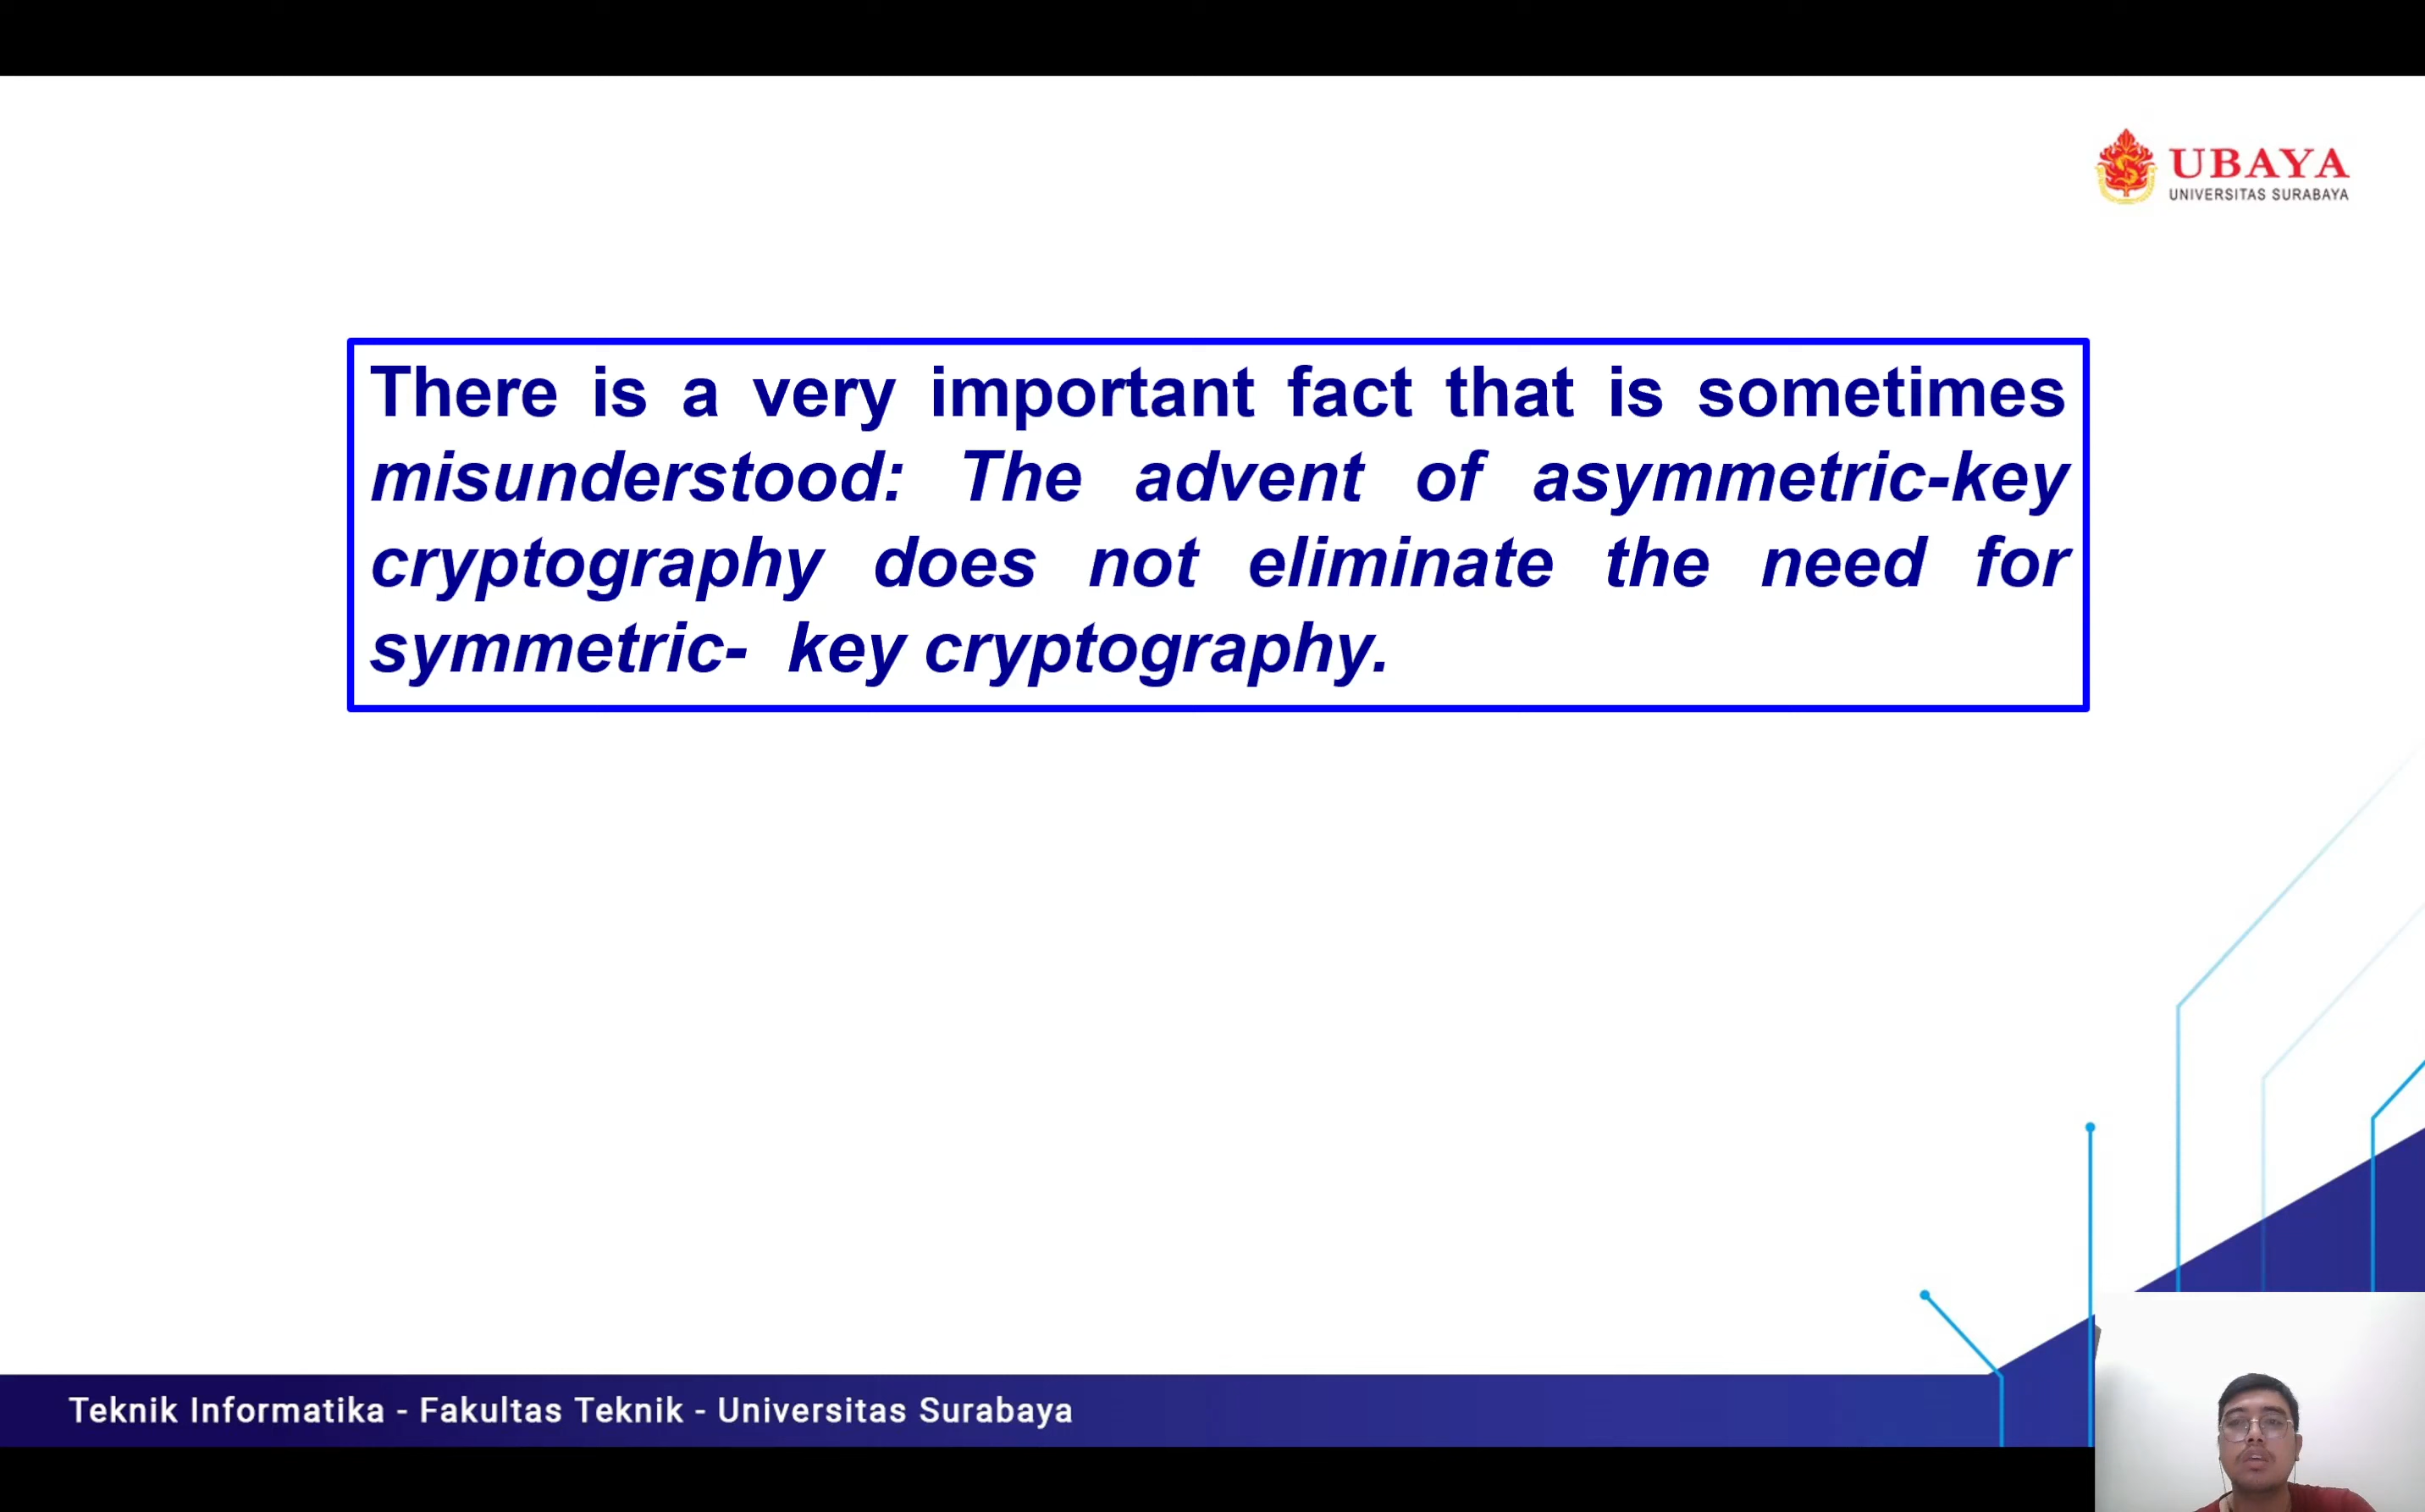 UBAYA
UNIVERSITAS SURABAYA
There is a very important fact that is sometimes
misunderstood: The advent of asymmetric-key
cryptography does not eliminate the need for
symmetric- key cryptography.
Teknik Informatika - Fakultas Teknik - Universitas Surabaya